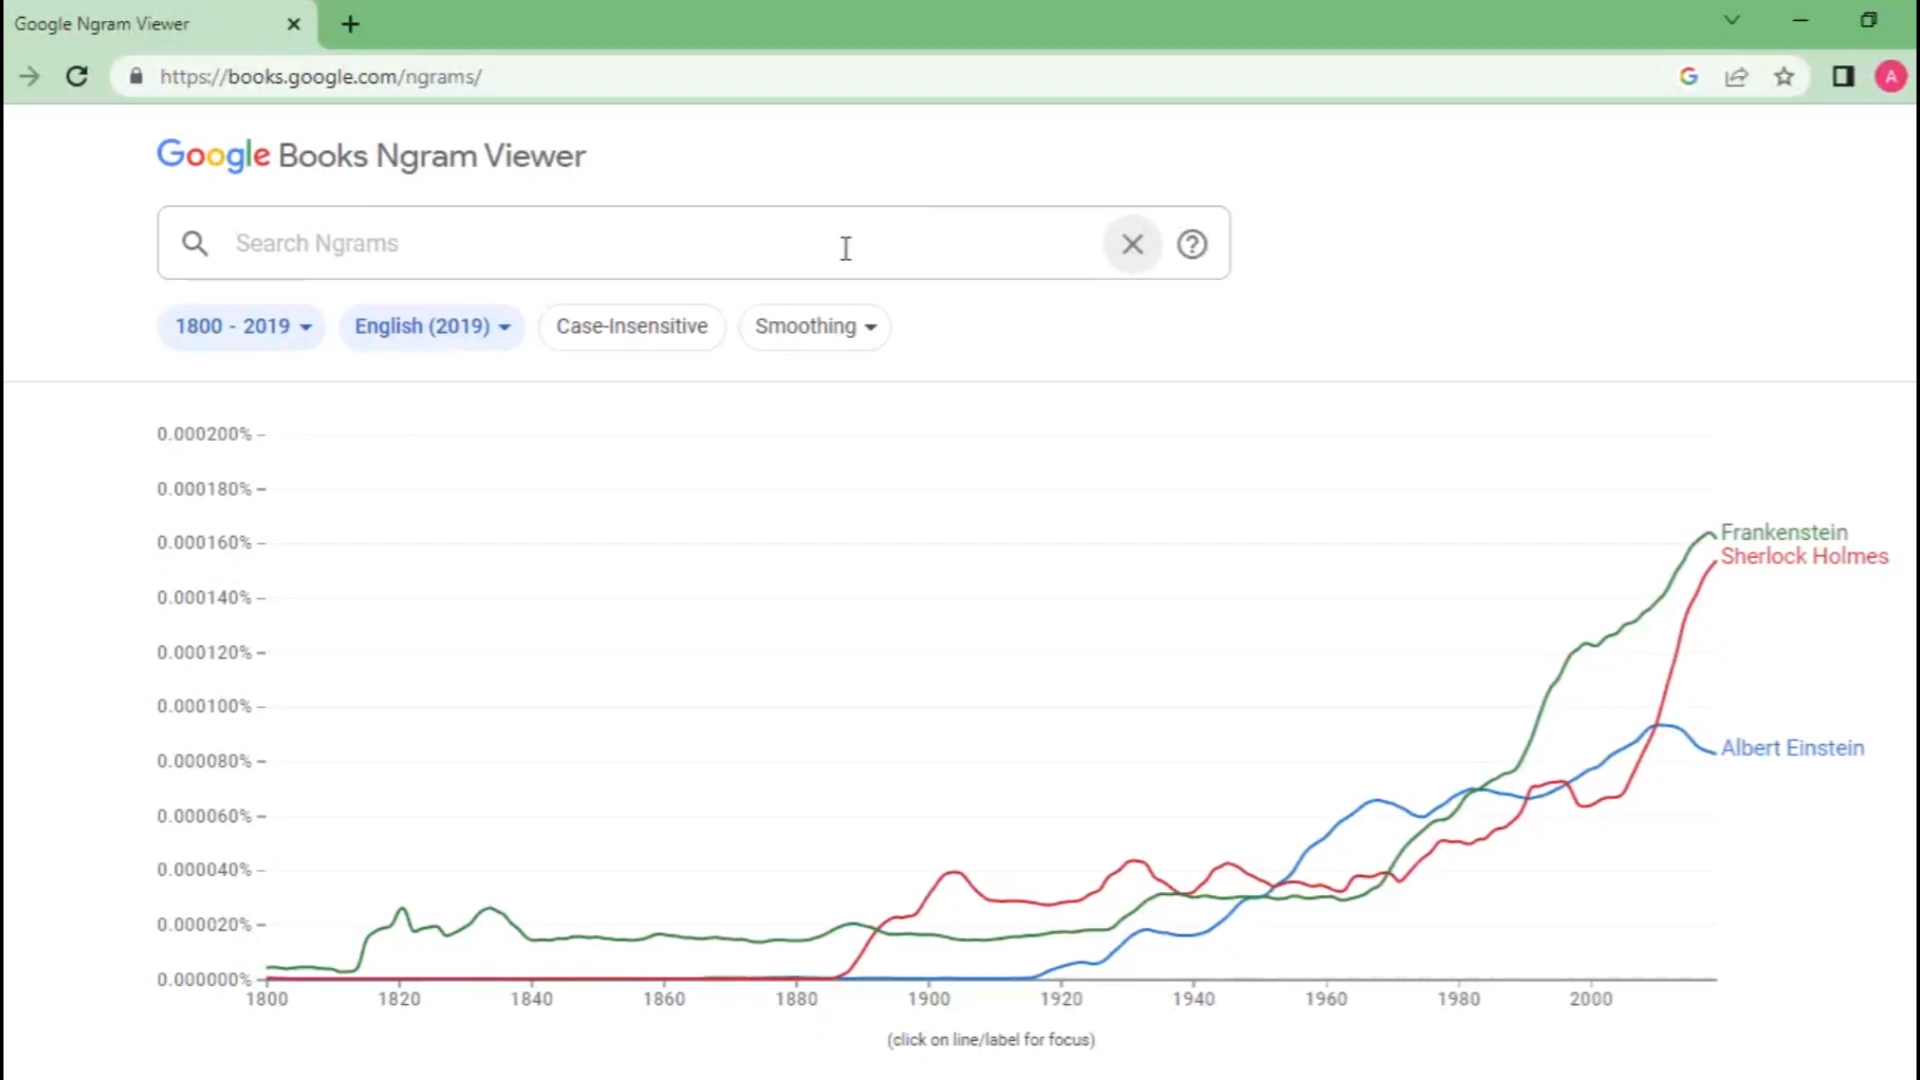 Google Ngram Viewer
https://books.google.com/ngrams/
A
Google Books Ngram Viewer
Search Ngrams
1800 - 2019
English (2019)
Case-Insensitive
Smoothing
0.000200%
0.000180%
0.000160%
0.000140%
0.000120%
0.000100%
0.000080%
0.000060%
0.000040%
0.000020%
0.000000%
Frankenstein
Sherlock Holmes
Albert Einstein
1800 1820 1840 1860 1880 1900 1920 1940 1960 1980 2000
(click on line/label for focus)